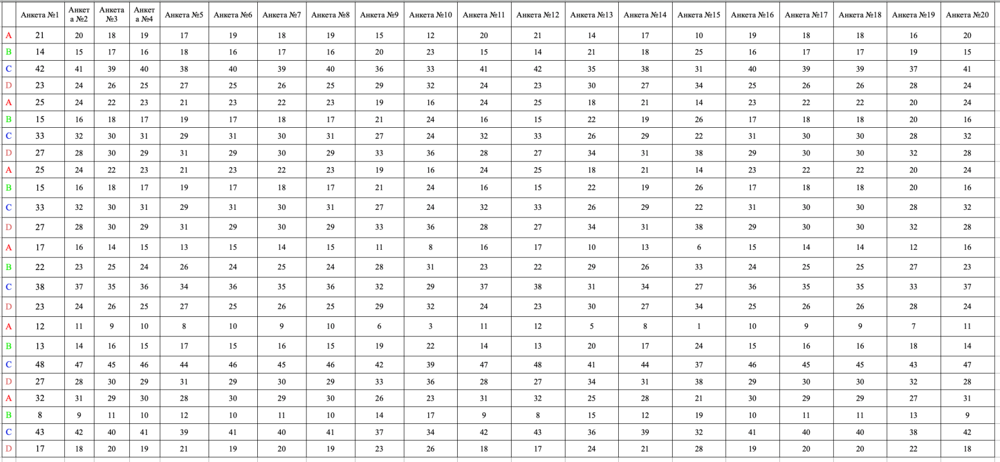 Анкета №1 Анкет а №2 Анкета №3 Анкет а №4 Анкета №5 Анкета №6 Анкета №7 Анкета №8 Анкета №9 Анкета №10 Анкета №11 Анкета №12 Анкета №13 Анкета №14 Анкета №15 Анкета №16 Анкета №17 Анкета №18 Анкета №19 Анкета №20
A 21 20 18 19 17 19 18 19 15 12 20 21 14 17 10 19 18 18 16 20
B 14 15 17 16 18 16 17 16 20 23 15 14 21 18 25 16 17 17 19 15
C 42 41 39 40 38 40 39 40 36 33 41 42 35 38 31 40 39 39 37 41
D 23 24 26 25 27 25 26 25 29 32 24 23 30 27 34 25 26 26 28 24
A 25 24 22 23 21 23 22 23 19 16 24 25 18 21 14 23 22 22 20 24
B 15 16 18 17 19 17 18 17 21 24 16 15 22 19 26 17 18 18 20 16
C 33 32 30 31 29 31 30 31 27 24 32 33 26 29 22 31 30 30 28 32
D 27 28 30 29 31 29 30 29 33 36 28 27 34 31 38 29 30 30 32 28
A 25 24 22 23 21 23 22 23 19 16 24 25 18 21 14 23 22 22 20 24
B 15 16 18 17 19 17 18 17 21 24 16 15 22 19 26 17 18 18 20 16
C 33 32 30 31 29 31 30 31 27 24 32 33 26 29 22 31 30 30 28 32
D 27 28 30 29 31 29 30 29 33 36 28 27 34 31 38 29 30 30 32 28
A 17 16 14 15 13 15 14 15 11 8 16 17 10 13 6 15 14 14 12 16
B 22 23 25 24 26 24 25 24 28 31 23 22 29 26 33 24 25 25 27 23
C 38 37 35 36 34 36 35 36 32 29 37 38 31 34 27 36 35 35 33 37
D 23 24 26 25 27 25 26 25 29 32 24 23 30 27 34 25 26 26 28 24
A 12 11 9 10 8 10 9 10 6 3 11 12 5 8 1 10 9 9 7 11
B 13 14 16 15 17 15 16 15 19 22 14 13 20 17 24 15 16 16 18 14
C 48 47 45 46 44 46 45 46 42 39 47 48 41 44 37 46 45 45 43 47
D 27 28 30 29 31 29 30 29 33 36 28 27 34 31 38 29 30 30 32 28
A 32 31 29 30 28 30 29 30 26 23 31 32 25 28 21 30 29 29 27 31
B 8 9 11 10 12 10 11 10 14 17 9 8 15 12 19 10 11 11 13 9
C 43 42 40 41 39 41 40 41 37 34 42 43 36 39 32 41 40 40 38 42
D 17 18 20 19 21 19 20 19 23 26 18 17 24 21 28 19 20 20 22 18